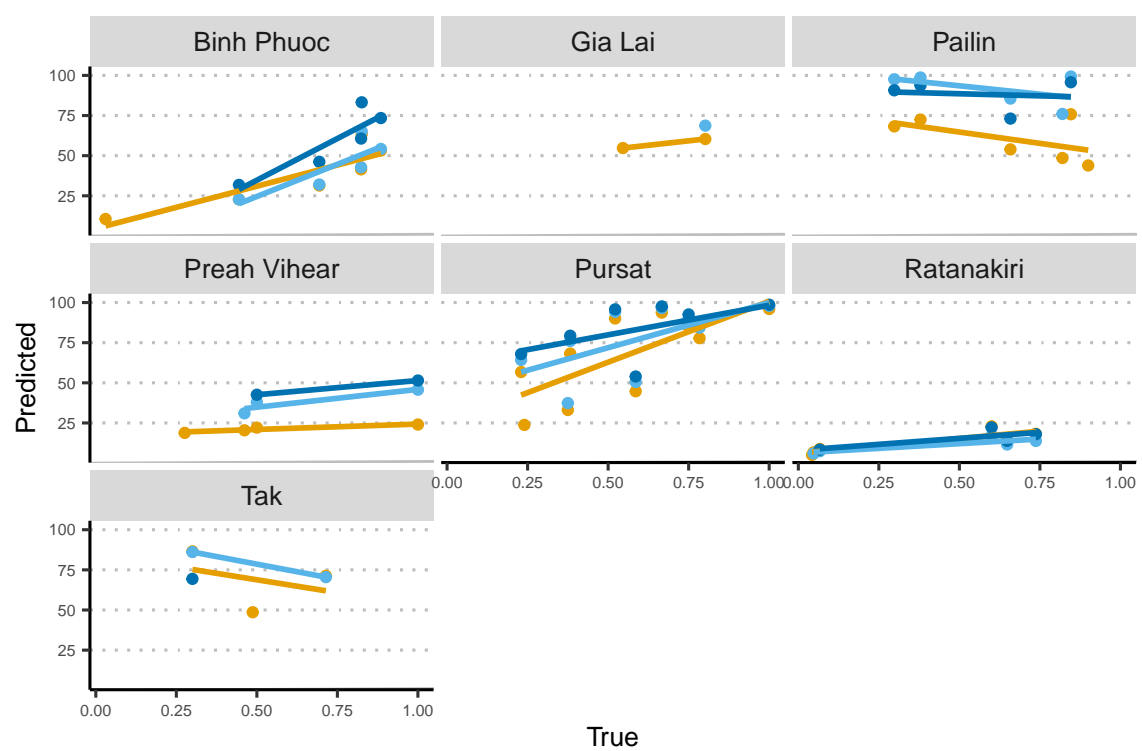 Binh Phuoc Gia Lai Pailin
100
75
50
25
Preah Vihear Pursat Ratanakiri
100
75
50
25
0.00 0.25 0.50 0.75 1.00 0.00 0.25 0.50 0.75 1.00
Tak
100
75
50
25
0.00 0.25 0.50 0.75 1.00
Predicted
True